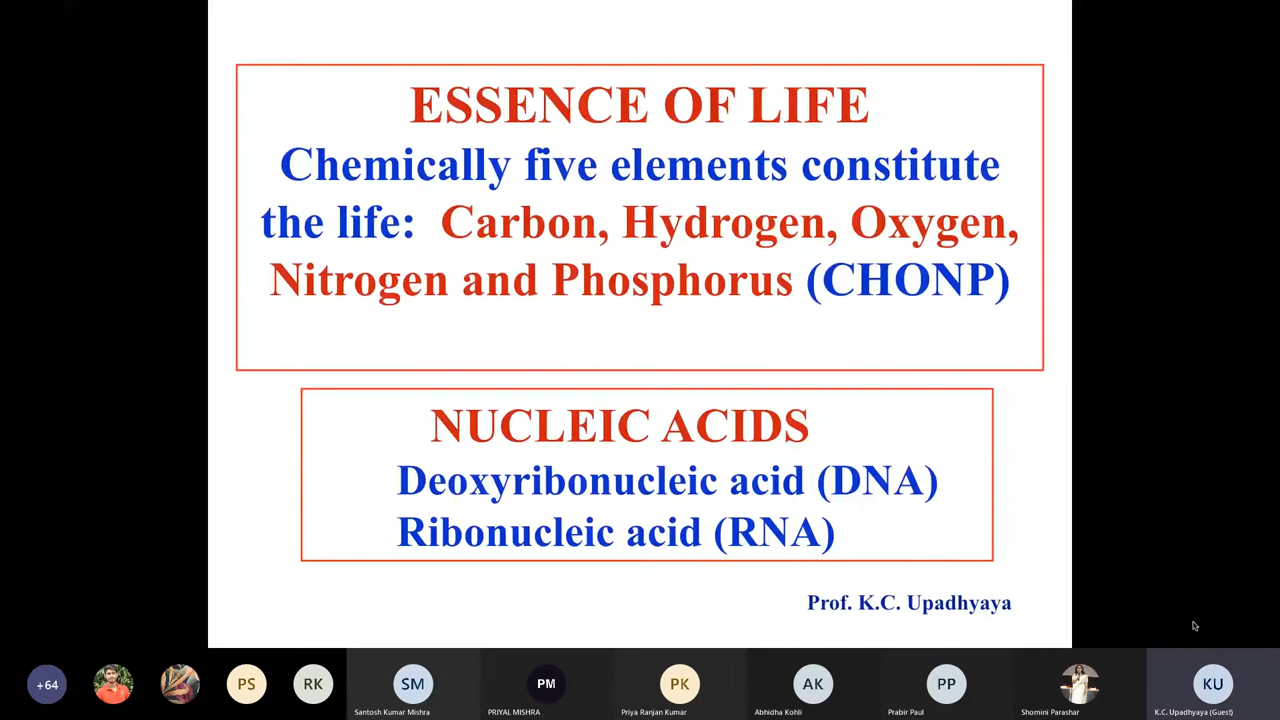 ESSENCE OF LIFE
Chemically five elements constitute
the life: Carbon, Hydrogen, Oxygen,
Nitrogen and Phosphorus (CHONP)
NUCLEIC ACIDS
Deoxyribonucleic acid (DNA)
Ribonucleic acid (RNA)
Prof. K.C. Upadhyaya
+64
PS
RK
SM
PM
PK
AK
PP
KU
Santosh Kumar Mishra
PRIYAL MISHRA
Priya Ranjan Kumar
Abhidha Kohli
Prabir Paul
Shomini Parashar
K.C. Upadhyaya (Guest)